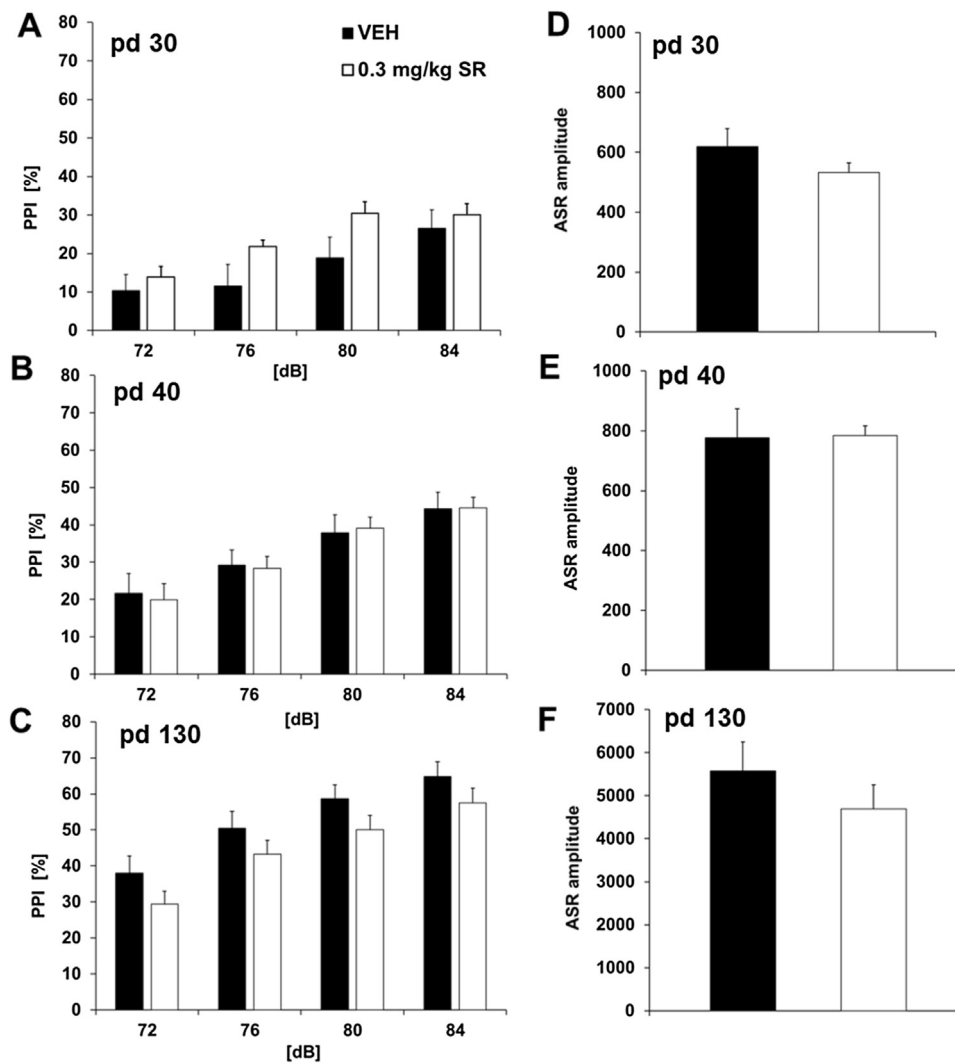 A
pd 30
VEH
0.3 mg/kg SR
PPI [%]
80
70
60
50
40
30
20
10
0
72 76 80 84
[dB]
D
pd 30
ASR amplitude
1000
800
600
400
200
0
B
pd 40
PPI [%]
80
70
60
50
40
30
20
10
0
72 76 80 84
[dB]
E
pd 40
ASR amplitude
1000
800
600
400
200
0
C
pd 130
PPI [%]
80
70
60
50
40
30
20
10
0
72 76 80 84
[dB]
F
pd 130
ASR amplitude
7000
6000
5000
4000
3000
2000
1000
0